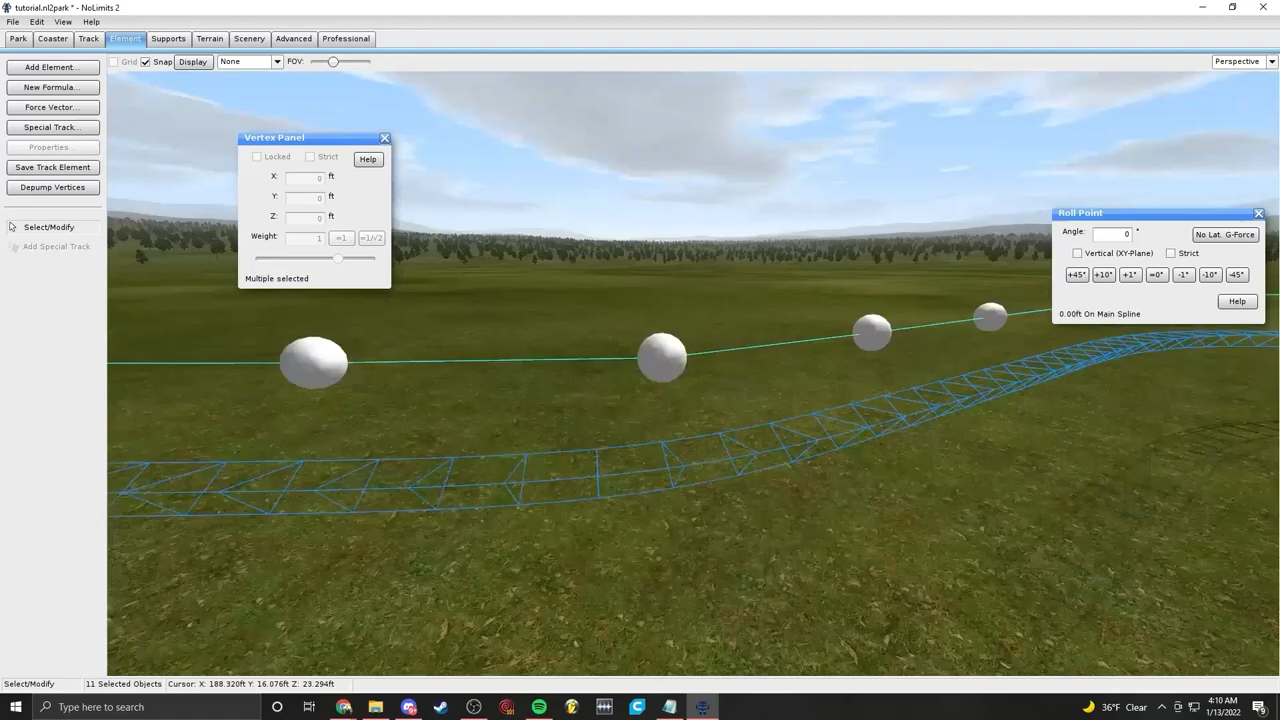 tutorial.nl2park * - NoLimits 2
File Edit View Help
Park Coaster Track Element Supports Terrain Scenery Advanced Professional
Grid Snap Display None FOV: Perspective
Add Element...
New Formula...
Force Vector...
Special Track...
Properties...
Save Track Element
Depump Vertices
Select/Modify
Add Special Track
Vertex Panel
Locked Strict Help
X: 0 ft
Y: 0 ft
Z: 0 ft
Weight: 1 =1 =1/√2
Multiple selected
Roll Point
Angle: 0 ° No Lat. G-Force
Vertical (XY-Plane) Strict
+45° +10° +1° =0° -1° -10° -45°
Help
0.00ft On Main Spline
Select/Modify 11 Selected Objects Cursor: X: 188.320ft Y: 16.076ft Z: 23.294ft
Type here to search
36°F Clear
4:10 AM
1/13/2022